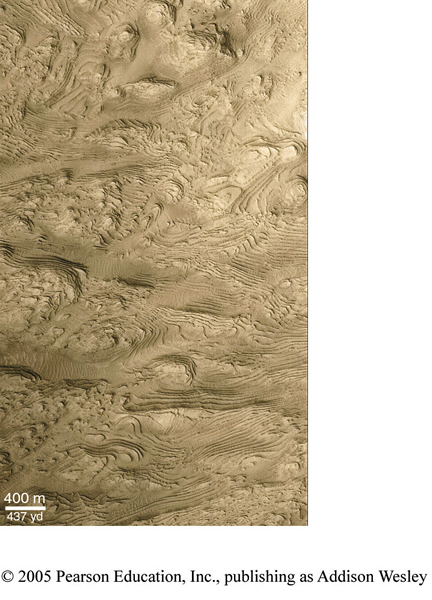 400 m
437 yd
© 2005 Pearson Education, Inc., publishing as Addison Wesley